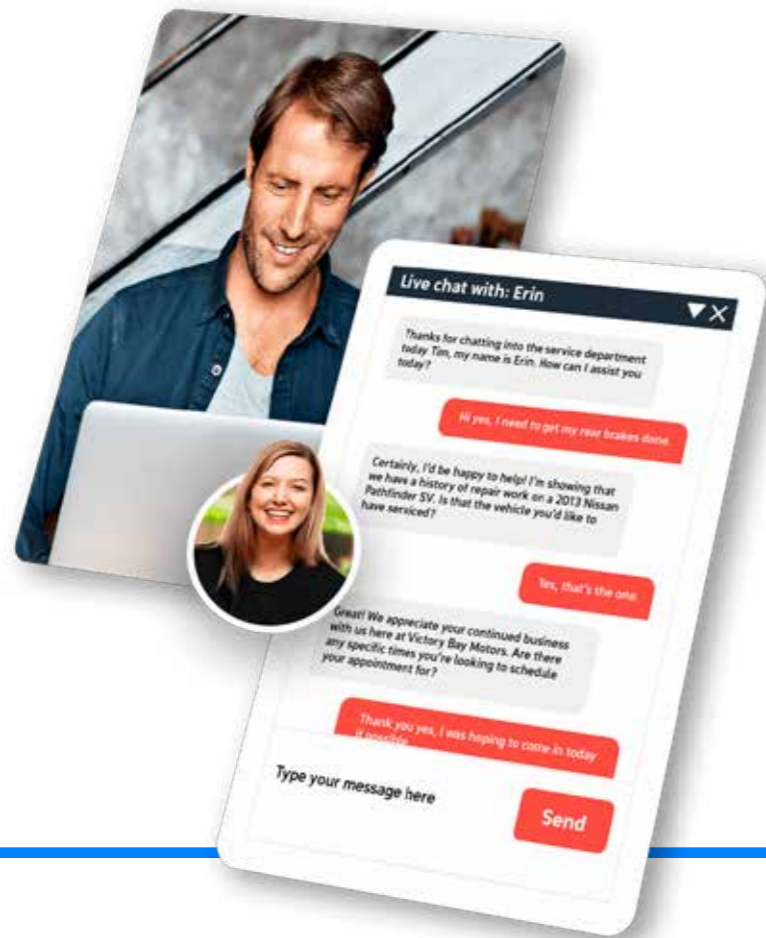 Live chat with: Erin
Thanks for chatting into the service department
today Tim, my name is Erin. How can I assist you
today?
Hi yes, I need to get my rear brakes done.
Certainly, I'd be happy to help! I'm showing that
we have a history of repair work on a 2013 Nissan
Pathfinder SV. Is that the vehicle you'd like to
have serviced?
Yes, that's the one.
Great! We appreciate your continued business
with us here at Victory Bay Motors. Are there
any specific times you're looking to schedule
your appointment for?
Thank you yes, I was hoping to come in today
if possible
Type your message here
Send